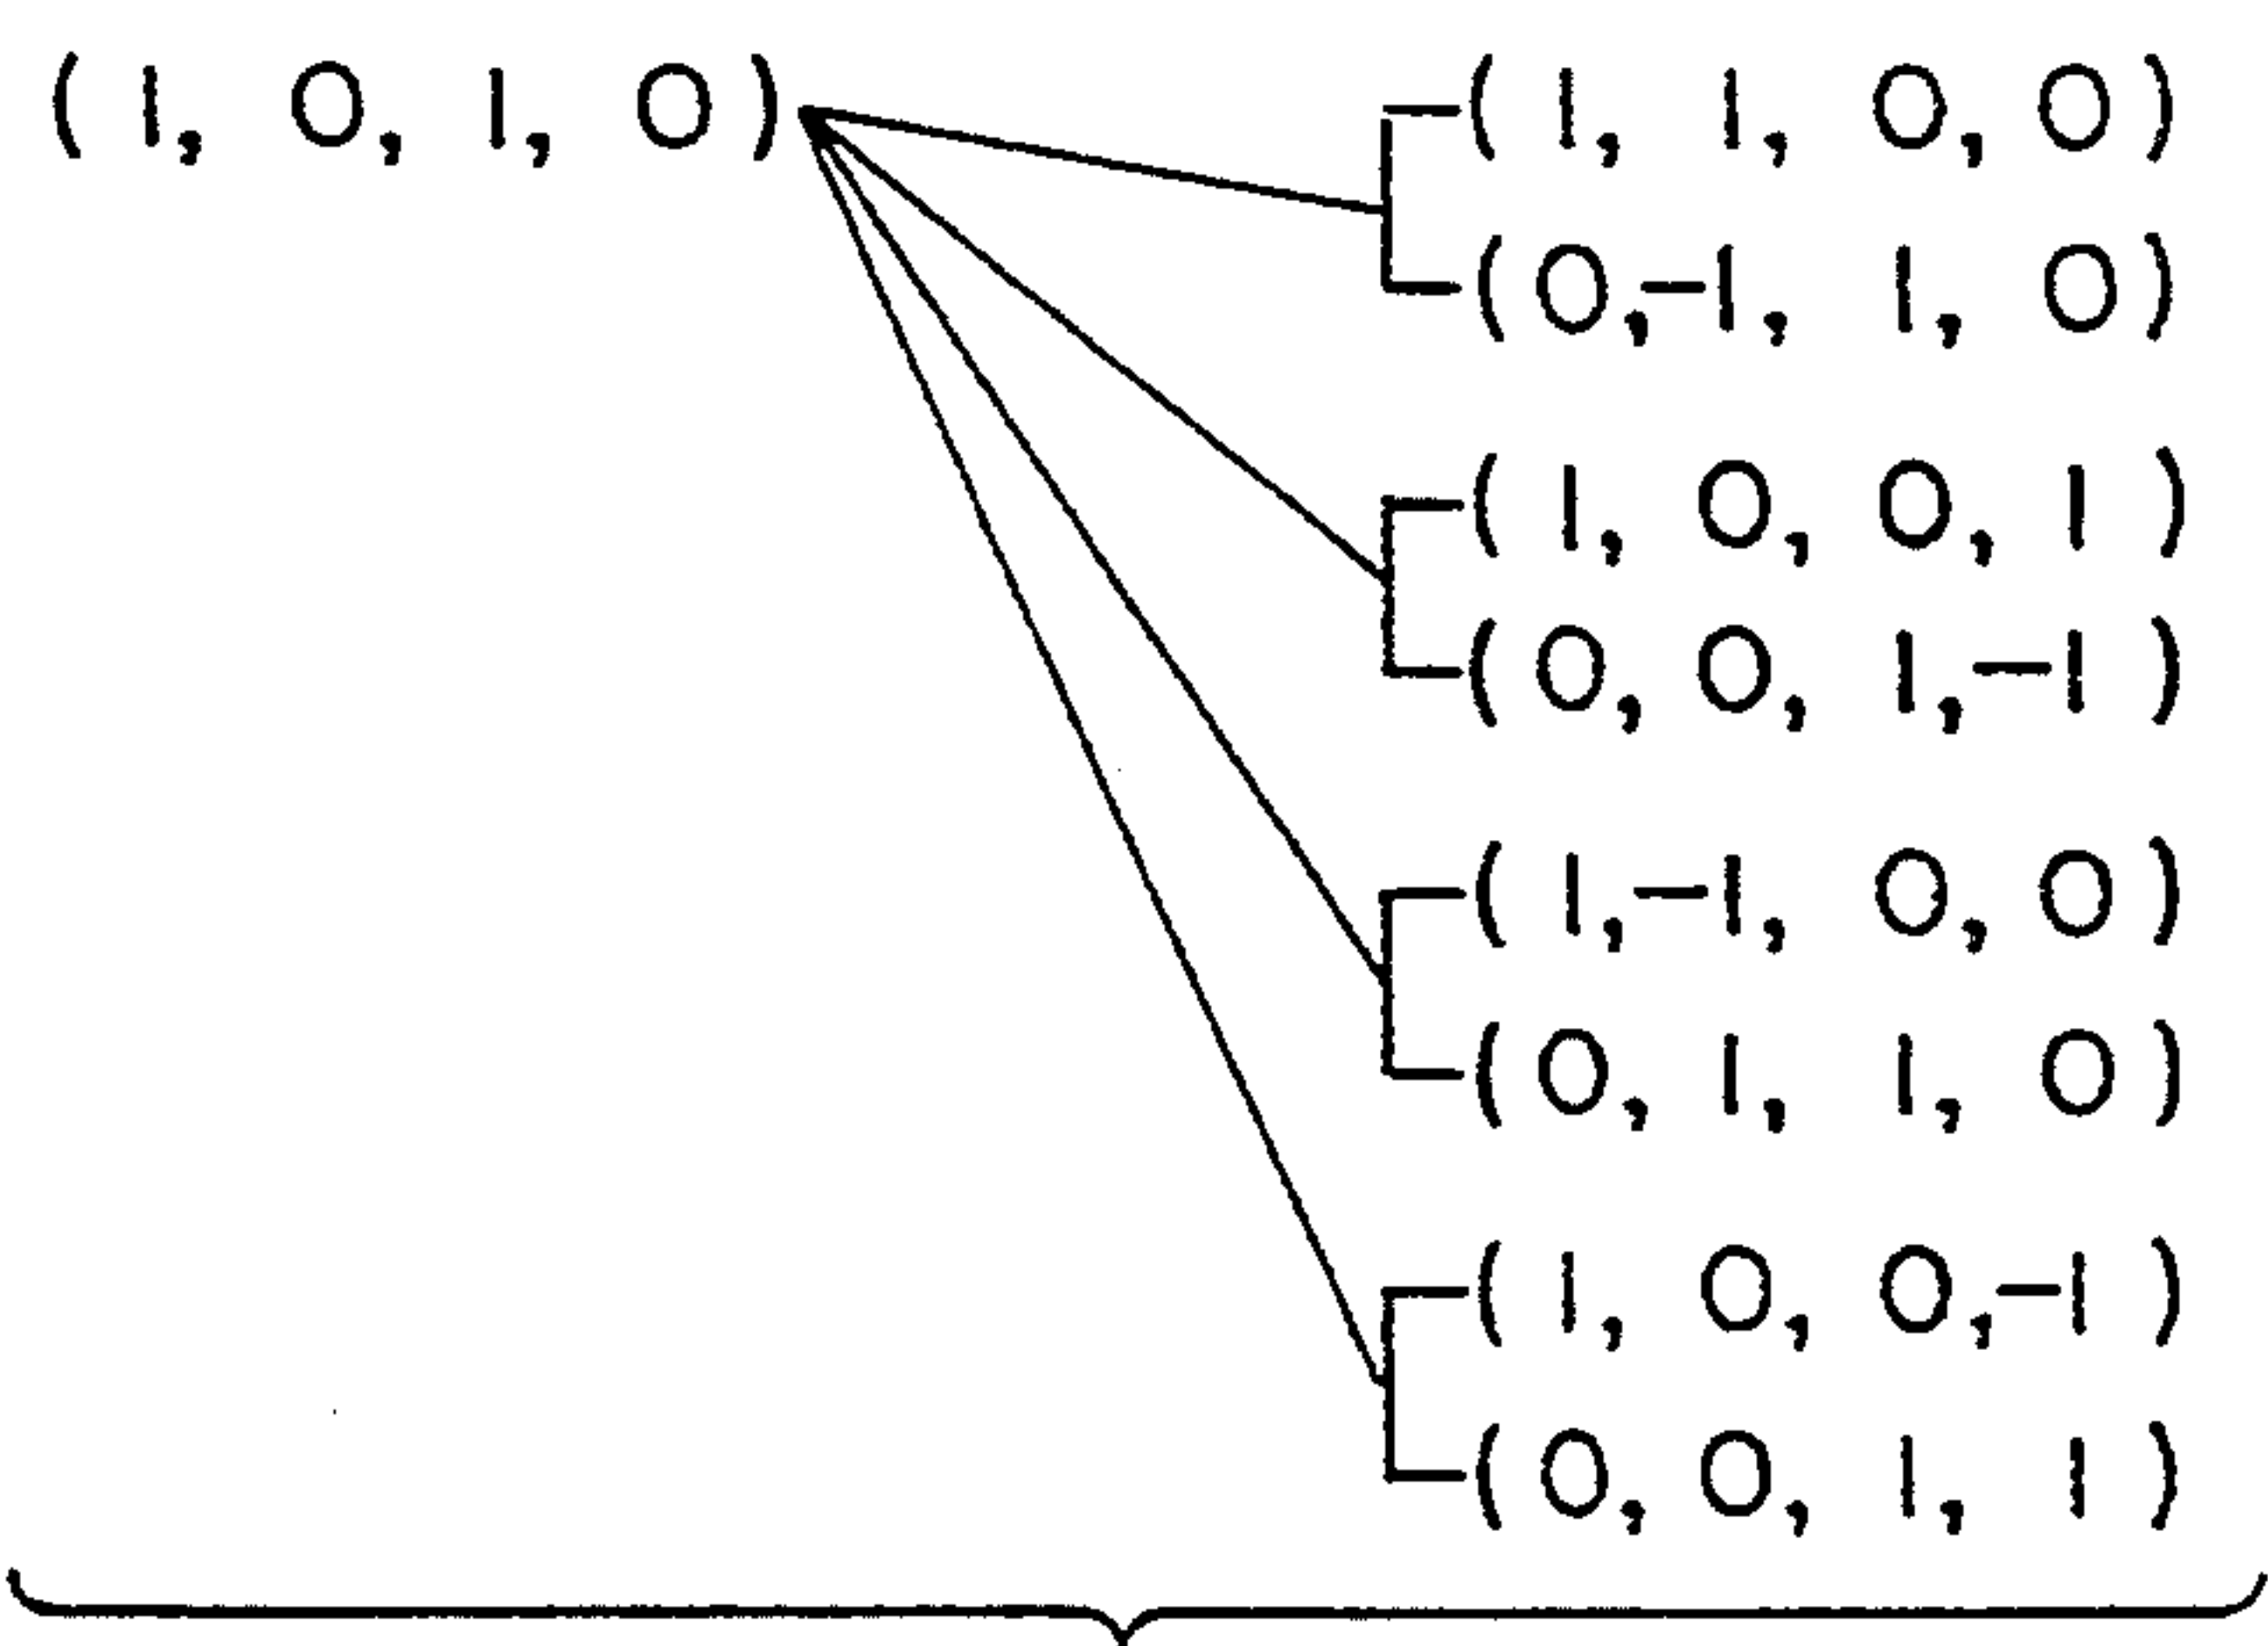 (1, 0, 1, 0) (1, 1, 0, 0)
(0,-1, 1, 0)
(1, 0, 0, 1)
(0, 0, 1,-1)
(1,-1, 0, 0)
(0, 1, 1, 0)
(1, 0, 0,-1)
(0, 0, 1, 1)